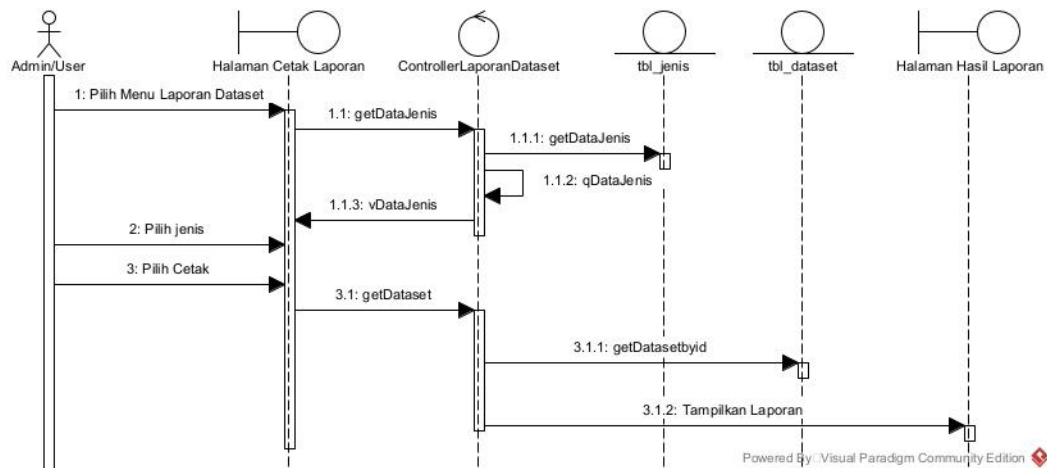 Admin/User
Halaman Cetak Laporan
ControllerLaporanDataset
tbl_jenis
tbl_dataset
Halaman Hasil Laporan
1: Pilih Menu Laporan Dataset
1.1: getDataJenis
1.1.1: getDataJenis
1.1.2: qDataJenis
1.1.3: vDataJenis
2: Pilih jenis
3: Pilih Cetak
3.1: getDataset
3.1.1: getDatasetbyid
3.1.2: Tampilkan Laporan
Powered By Visual Paradigm Community Edition